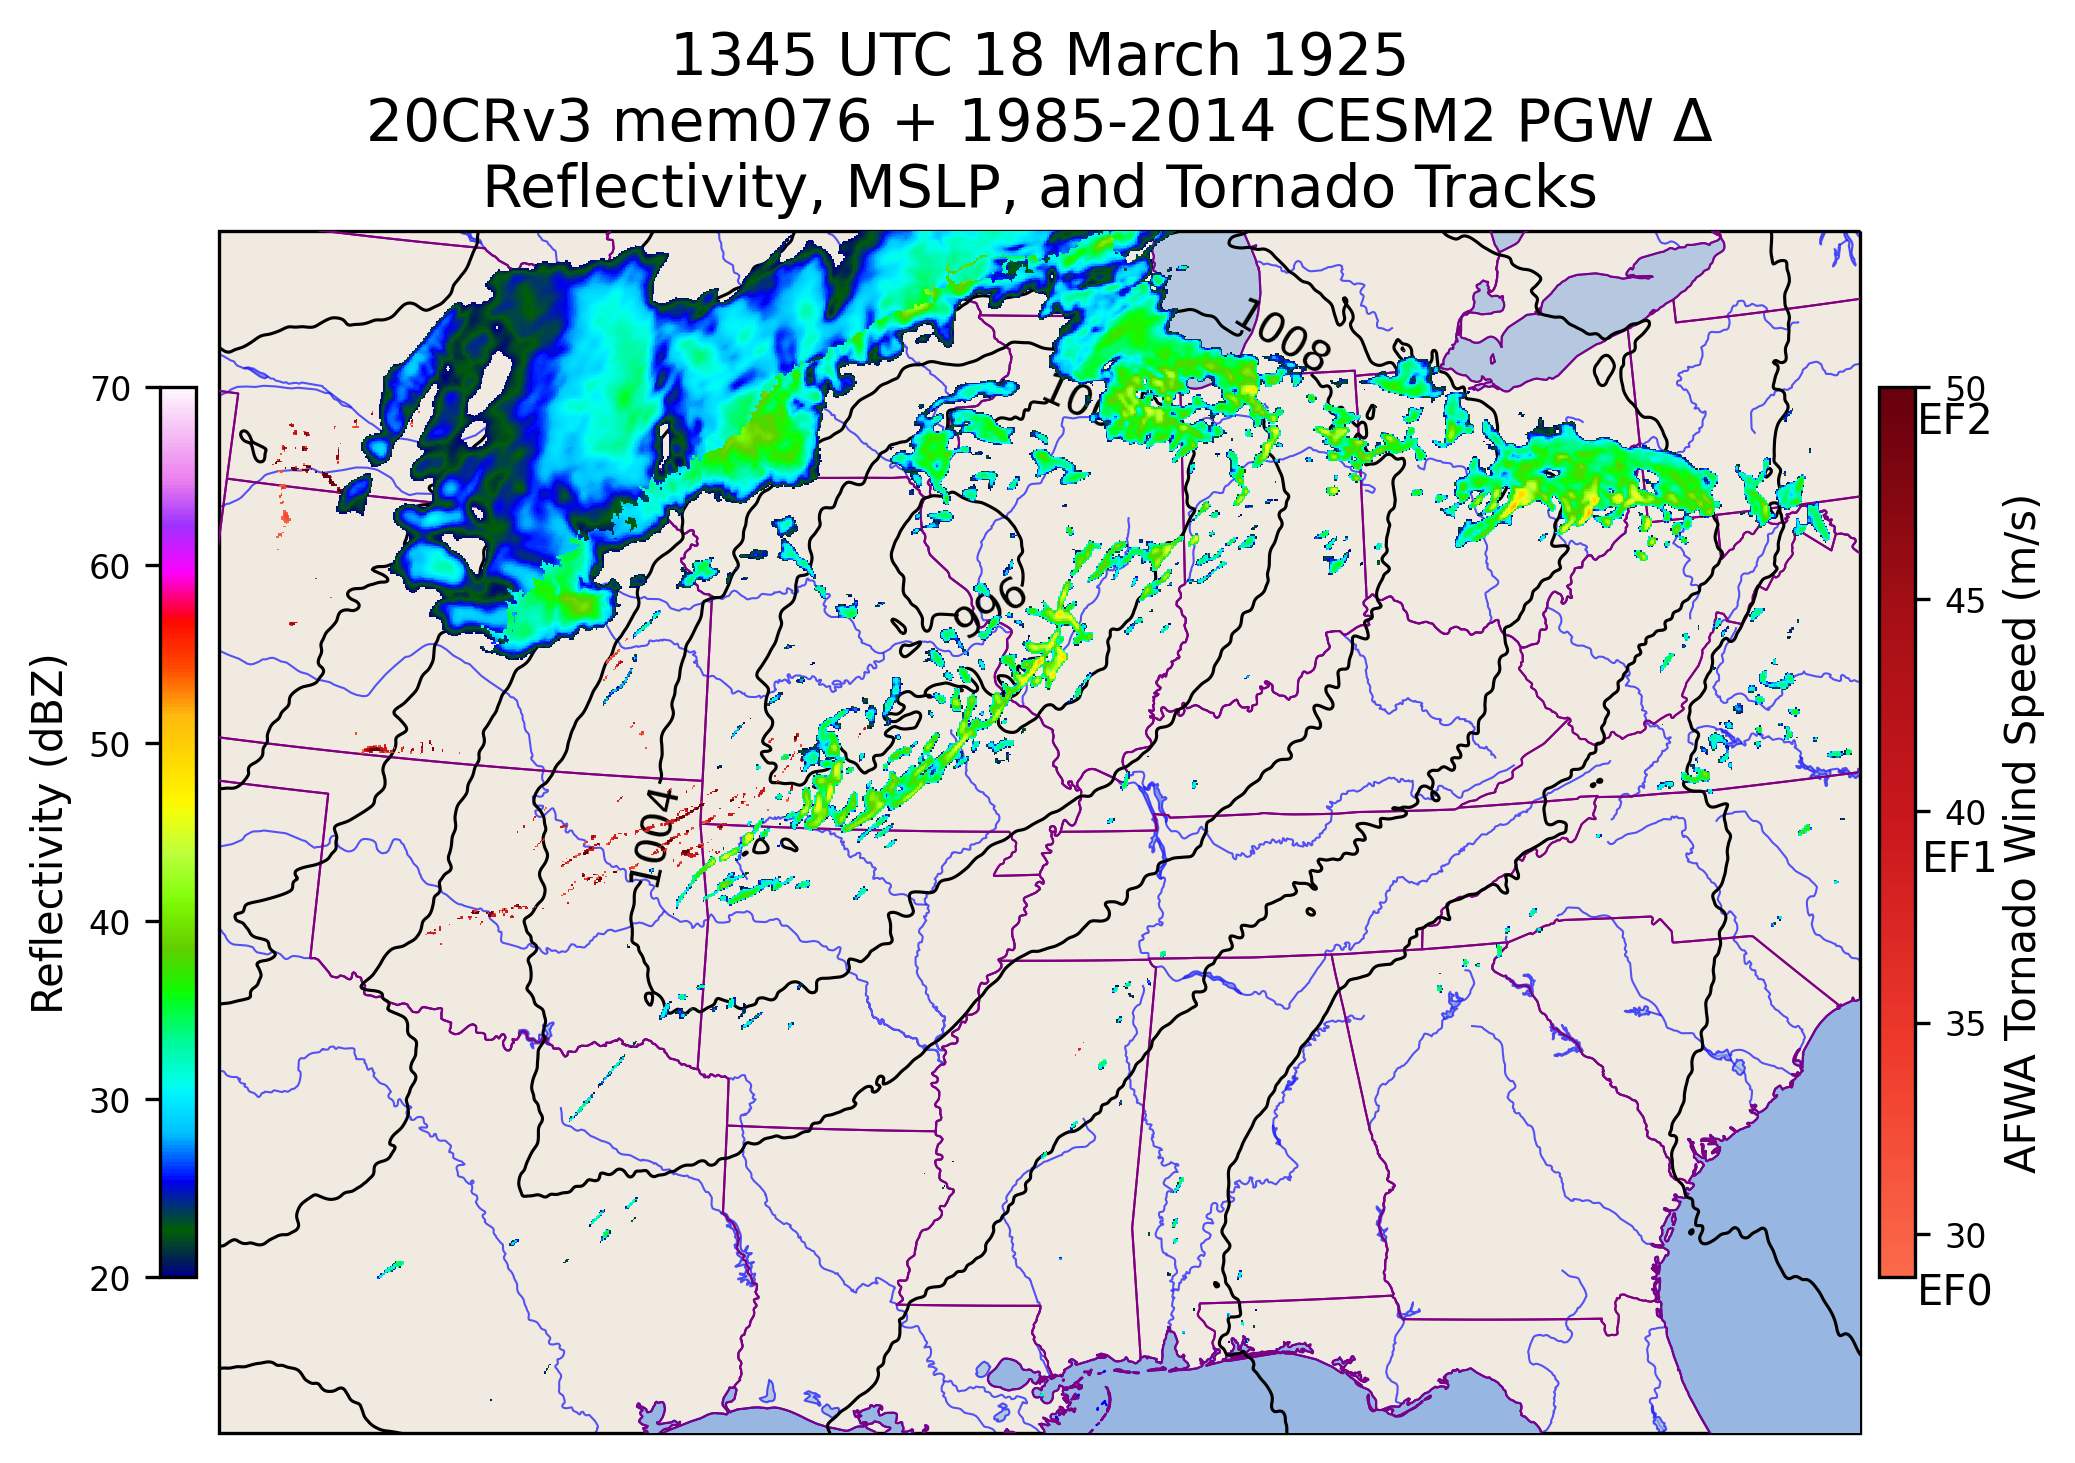 1345 UTC 18 March 1925
20CRv3 mem076 + 1985-2014 CESM2 PGW Δ
Reflectivity, MSLP, and Tornado Tracks
1008
996
1004
70
60
50
40
30
20
Reflectivity (dBZ)
50
EF2
45
40
EF1
35
30
EF0
AFWA Tornado Wind Speed (m/s)